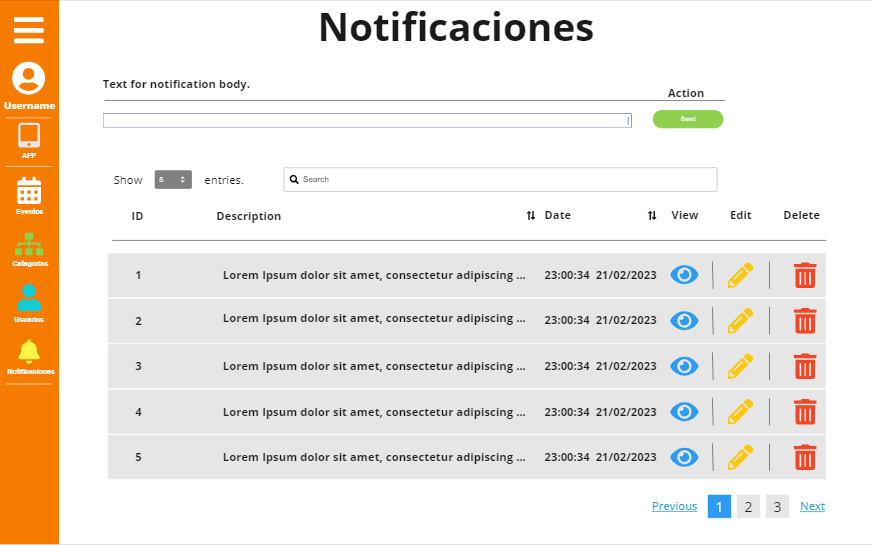 Notificaciones
Username
APP
Eventos
Categorias
Usuarios
Notificaciones
Text for notification body.
Action
Send
Show 5 entries.
Search
ID Description Date View Edit Delete
1 Lorem Ipsum dolor sit amet, consectetur adipiscing ... 23:00:34 21/02/2023
2 Lorem Ipsum dolor sit amet, consectetur adipiscing ... 23:00:34 21/02/2023
3 Lorem Ipsum dolor sit amet, consectetur adipiscing ... 23:00:34 21/02/2023
4 Lorem Ipsum dolor sit amet, consectetur adipiscing ... 23:00:34 21/02/2023
5 Lorem Ipsum dolor sit amet, consectetur adipiscing ... 23:00:34 21/02/2023
Previous 1 2 3 Next